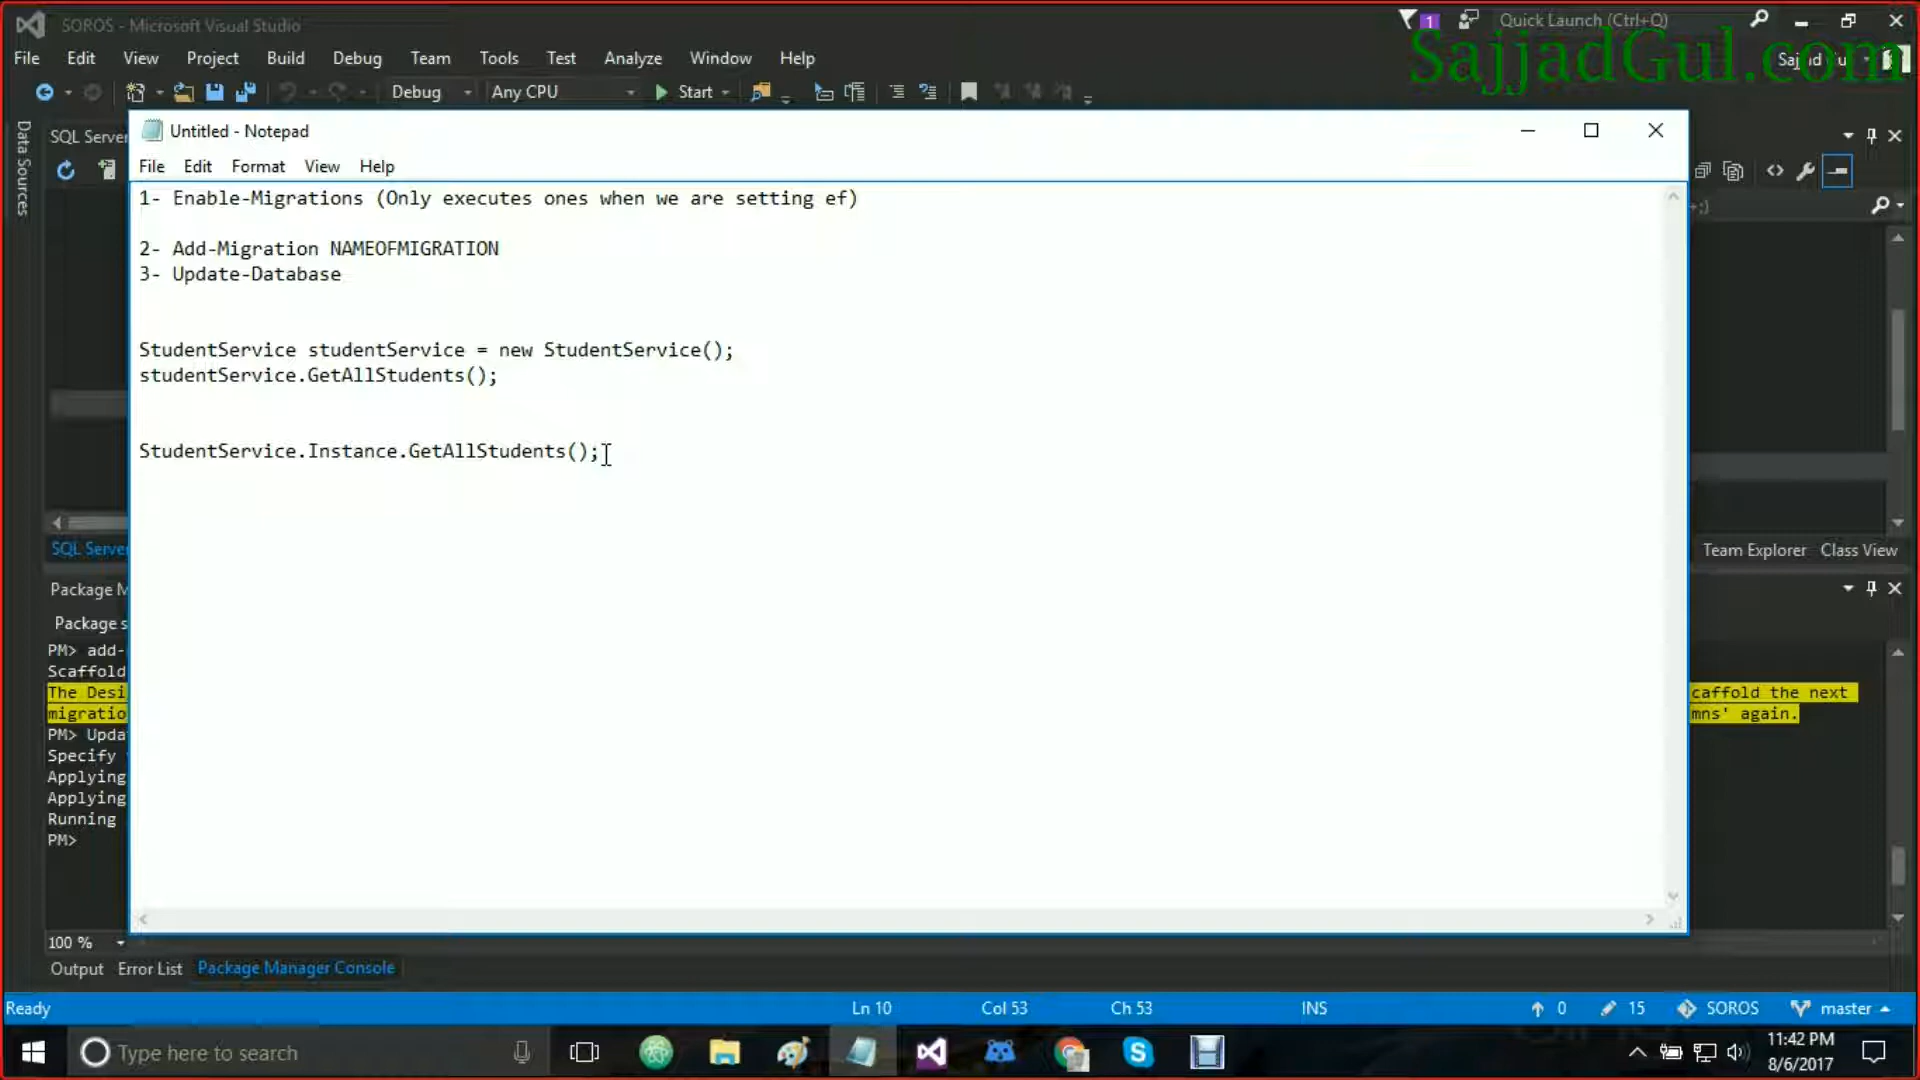 SOROS - Microsoft Visual Studio
1
Quick Launch (Ctrl+Q)
SajjadGul.com
File Edit View Project Build Debug Team Tools Test Analyze Window Help
Debug Any CPU Start
Data Sources
SQL Server
Untitled - Notepad
File Edit Format View Help
1- Enable-Migrations (Only executes ones when we are setting ef)
2- Add-Migration NAMEOFMIGRATION
3- Update-Database
StudentService studentService = new StudentService();
studentService.GetAllStudents();
StudentService.Instance.GetAllStudents();
SQL Server
Team Explorer Class View
Package M
Package s
PM> add-
Scaffold
The Desi caffold the next
migratio mns' again.
PM> Upda
Specify
Applying
Applying
Running
PM>
100 %
Output Error List Package Manager Console
Ready Ln 10 Col 53 Ch 53 INS 0 15 SOROS master
Type here to search
11:42 PM
8/6/2017